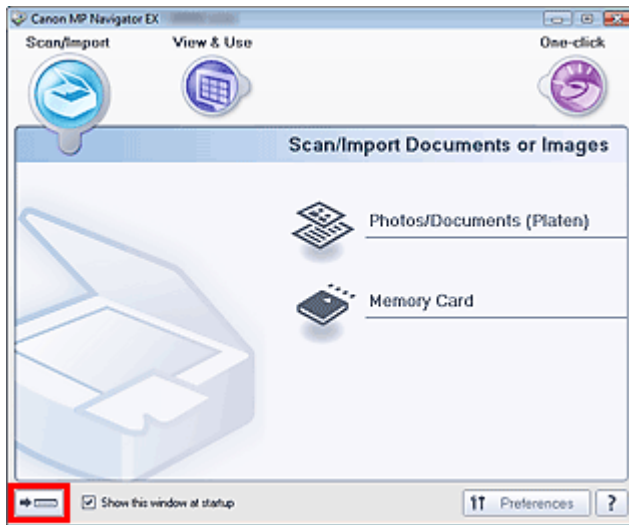 Canon MP Navigator EX
Scan/Import View & Use One-click
Scan/Import Documents or Images
Photos/Documents (Platen)
Memory Card
Show this window at startup
Preferences ?